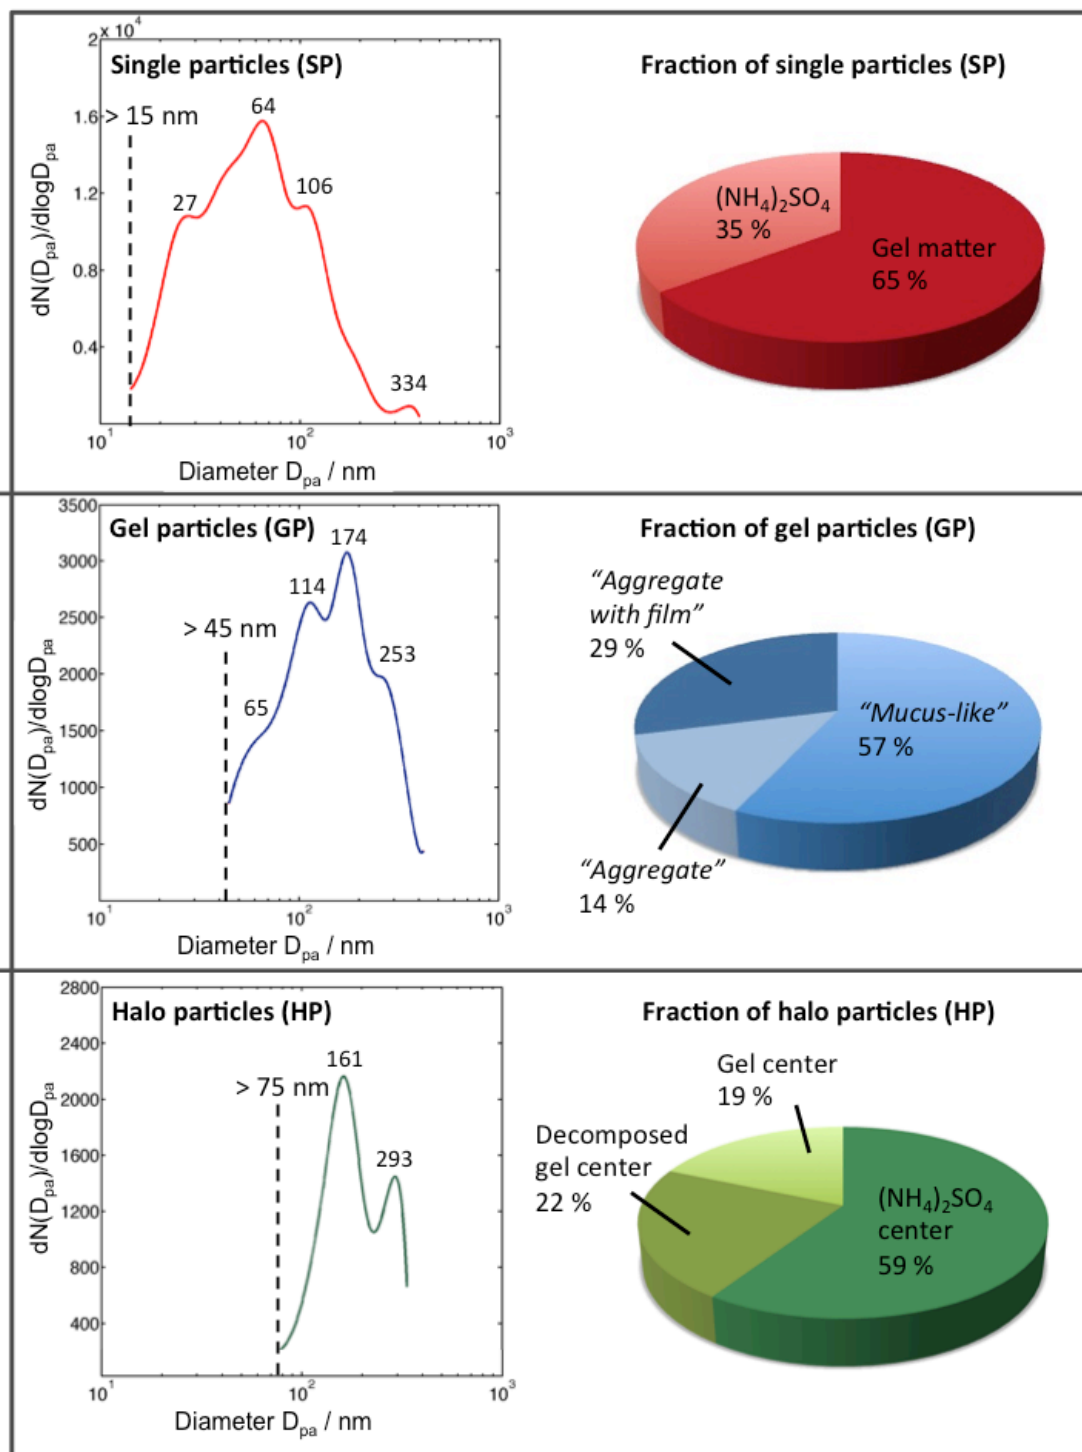 2 x 10⁴
Single particles (SP)
> 15 nm
1.6
1.2
0.8
0.4
27
64
106
334
dN(Dpa)/dlogDpa
10¹
10²
10³
Diameter Dpa / nm
Fraction of single particles (SP)
(NH₄)₂SO₄
35 %
Gel matter
65 %
3500
Gel particles (GP)
3000
2500
2000
1500
1000
500
> 45 nm
65
114
174
253
dN(Dpa)/dlogDpa
10¹
10²
10³
Diameter Dpa / nm
Fraction of gel particles (GP)
“Aggregate
with film”
29 %
“Mucus-like”
57 %
“Aggregate”
14 %
2800
Halo particles (HP)
2400
2000
1600
1200
800
400
> 75 nm
161
293
dN(Dpa)/dlogDpa
10¹
10²
10³
Diameter Dpa / nm
Fraction of halo particles (HP)
Gel center
19 %
Decomposed
gel center
22 %
(NH₄)₂SO₄
center
59 %